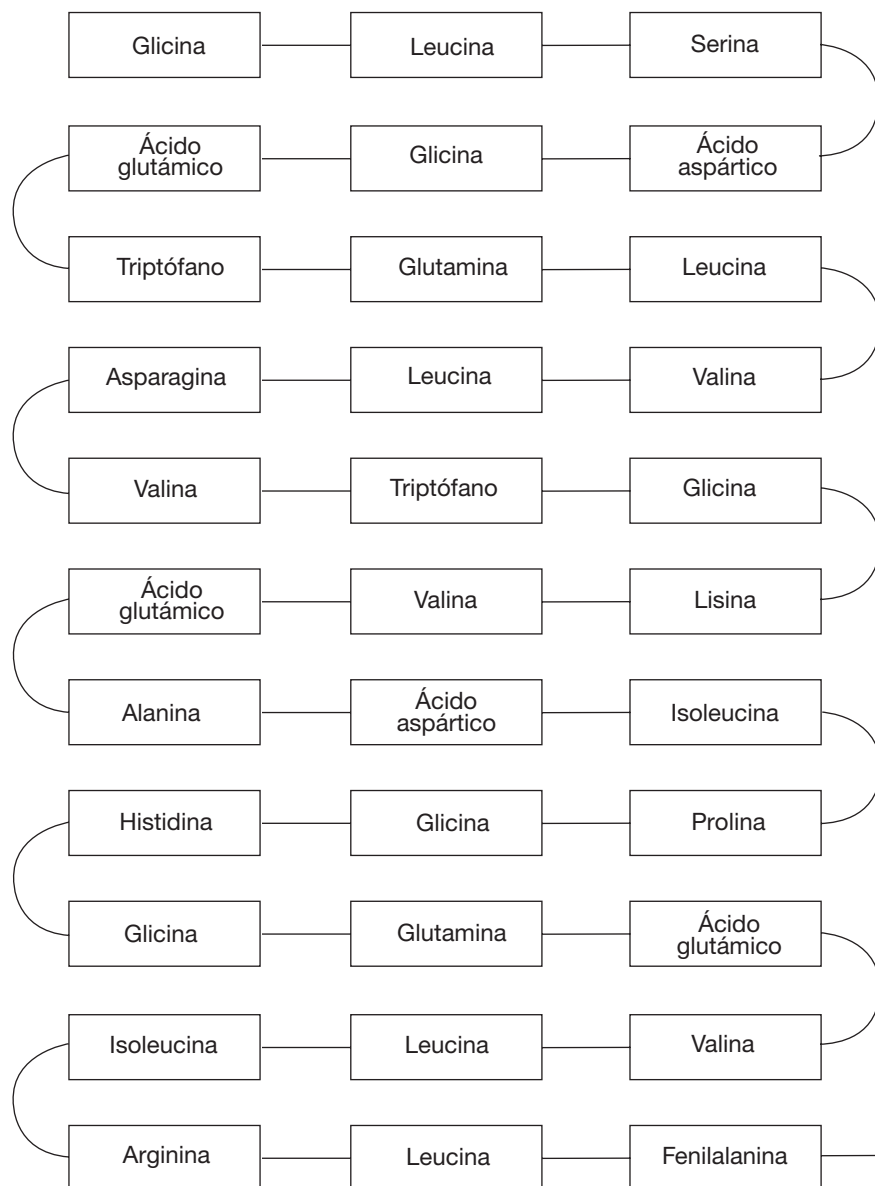 Glicina
Leucina
Serina
Ácido
glutámico
Glicina
Ácido
aspártico
Triptófano
Glutamina
Leucina
Asparagina
Leucina
Valina
Valina
Triptófano
Glicina
Ácido
glutámico
Valina
Lisina
Alanina
Ácido
aspártico
Isoleucina
Histidina
Glicina
Prolina
Glicina
Glutamina
Ácido
glutámico
Isoleucina
Leucina
Valina
Arginina
Leucina
Fenilalanina